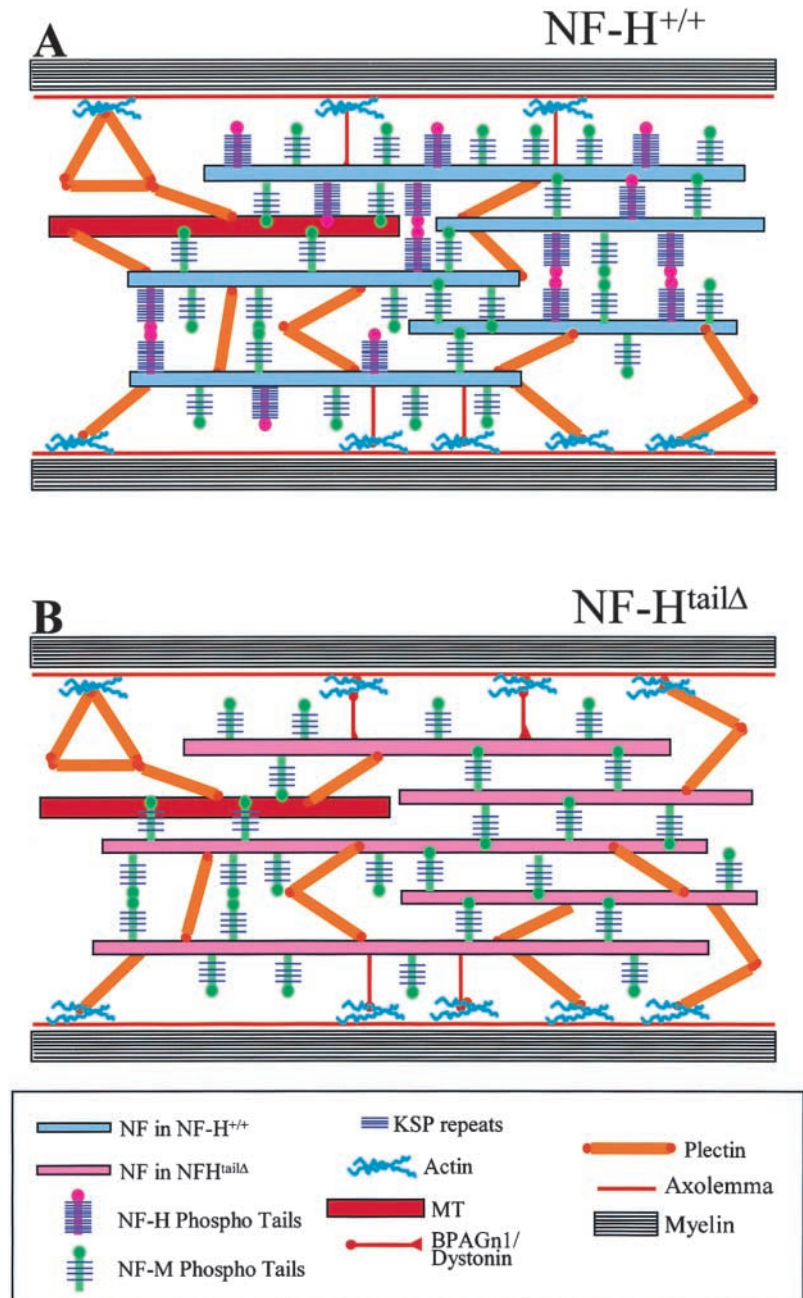 A
NF-H+/+
B
NF-HtailΔ
NF in NF-H+/+
NF in NFHtailΔ
NF-H Phospho Tails
NF-M Phospho Tails
KSP repeats
Actin
MT
BPAGn1/
Dystonin
Plectin
Axolemma
Myelin